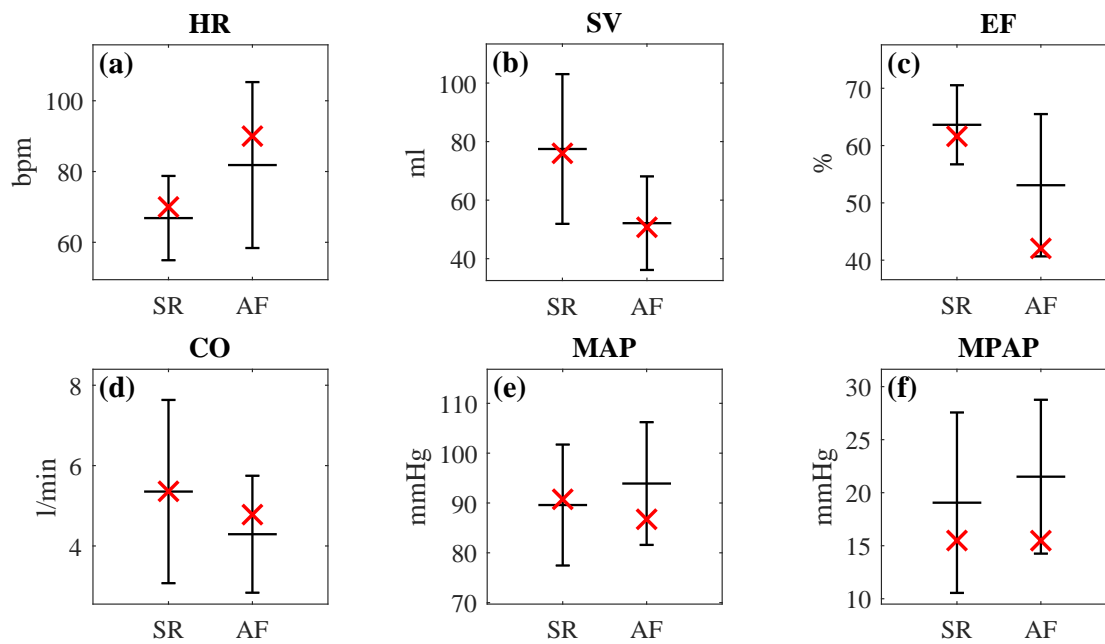 HR
(a)
100
80
60
bpm
SR AF
SV
(b)
100
80
60
40
ml
SR AF
EF
(c)
70
60
50
40
%
SR AF
CO
(d)
8
6
4
l/min
SR AF
MAP
(e)
110
100
90
80
70
mmHg
SR AF
MPAP
(f)
30
25
20
15
10
mmHg
SR AF